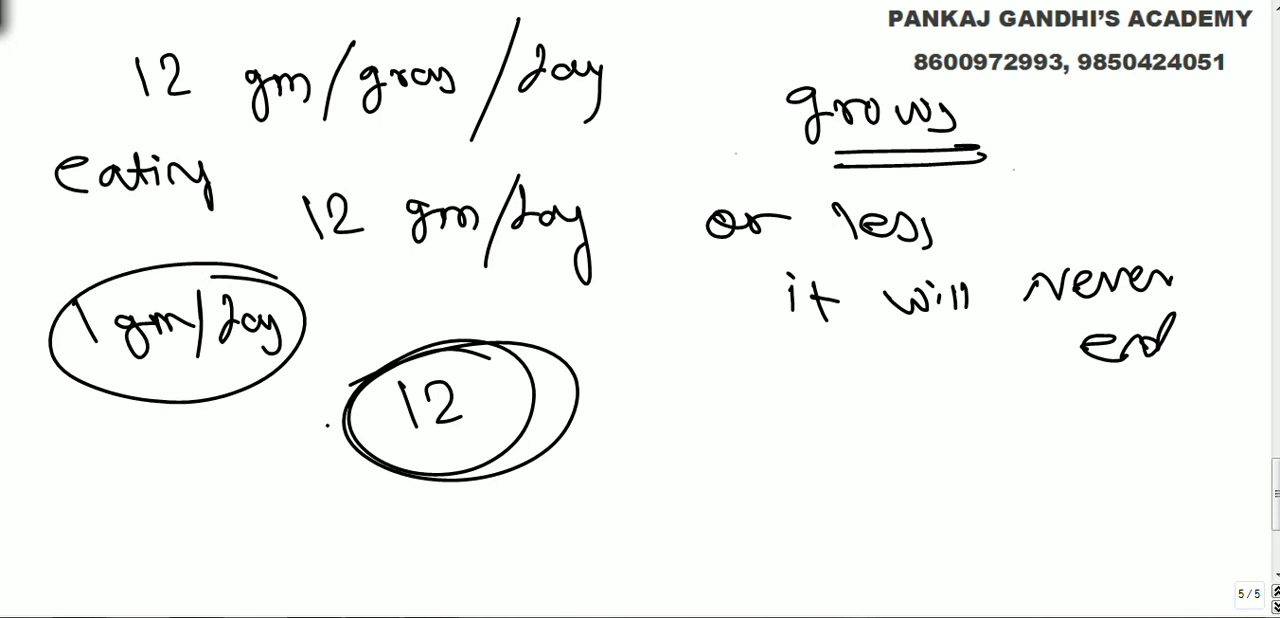 PANKAJ GANDHI'S ACADEMY
8600972993, 9850424051
12 gm/gras/day
eating
12 gm/day
1 gm/day
12
grows
or less
it will never
end
5/5